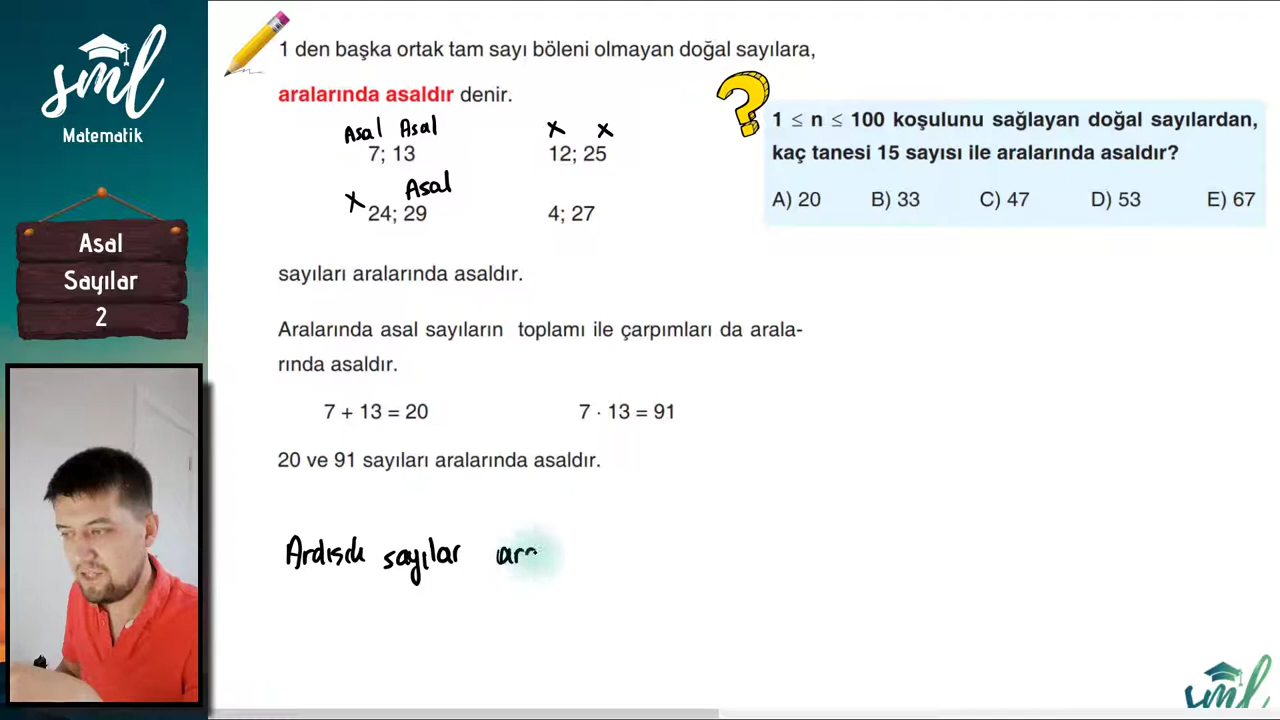 sml
Matematik
Asal
Sayılar
2
1 den başka ortak tam sayı böleni olmayan doğal sayılara,
aralarında asaldır denir.
Asal Asal x x
7; 13 12; 25
x Asal
24; 29 4; 27
sayıları aralarında asaldır.
Aralarında asal sayıların toplamı ile çarpımları da arala-
rında asaldır.
7 + 13 = 20 7 · 13 = 91
20 ve 91 sayıları aralarında asaldır.
Ardışık sayılar ar
?
1 ≤ n ≤ 100 koşulunu sağlayan doğal sayılardan,
kaç tanesi 15 sayısı ile aralarında asaldır?
A) 20 B) 33 C) 47 D) 53 E) 67
sml